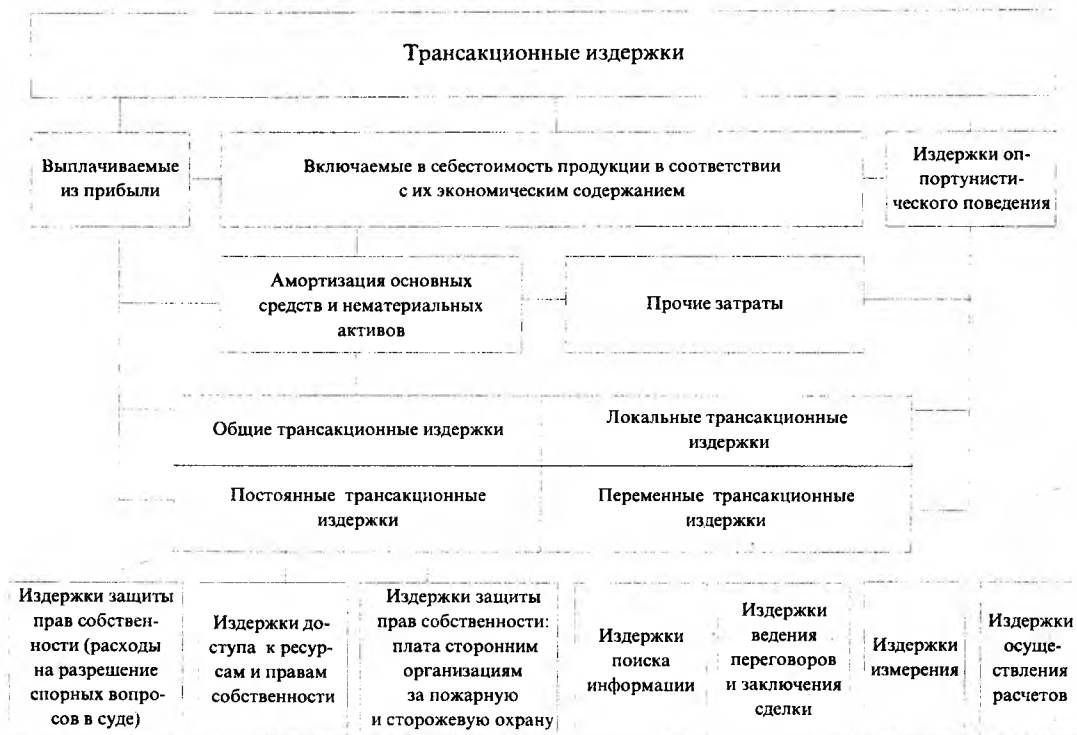 Трансакционные издержки
Выплачиваемые
из прибыли
Включаемые в себестоимость продукции в соответствии
с их экономическим содержанием
Издержки оп-
портунисти-
ческого поведения
Амортизация основных
средств и нематериальных
активов
Прочие затраты
Общие трансакционные издержки
Локальные трансакционные
издержки
Постоянные трансакционные
издержки
Переменные трансакционные
издержки
Издержки защиты
прав собствен-
ности (расходы
на разрешение
спорных вопро-
сов в суде)
Издержки до-
ступа к ресур-
сам и правам
собственности
Издержки защиты
прав собственности:
плата сторонним
организациям
за пожарную
и сторожевую охрану
Издержки
поиска
информации
Издержки
ведения
переговоров
и заключения
сделки
Издержки
измерения
Издержки
осуще-
ствления
расчетов